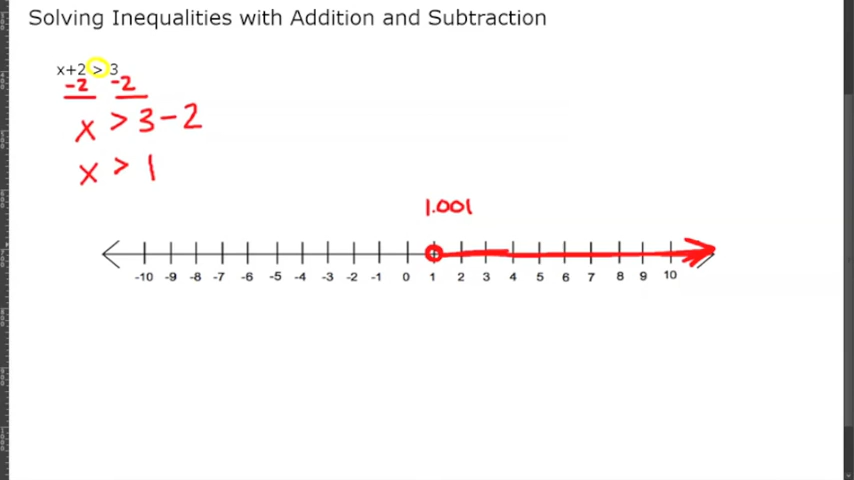 Solving Inequalities with Addition and Subtraction
x+2 > 3
-2 -2
x > 3-2
x > 1
1.001
-10 -9 -8 -7 -6 -5 -4 -3 -2 -1 0 1 2 3 4 5 6 7 8 9 10